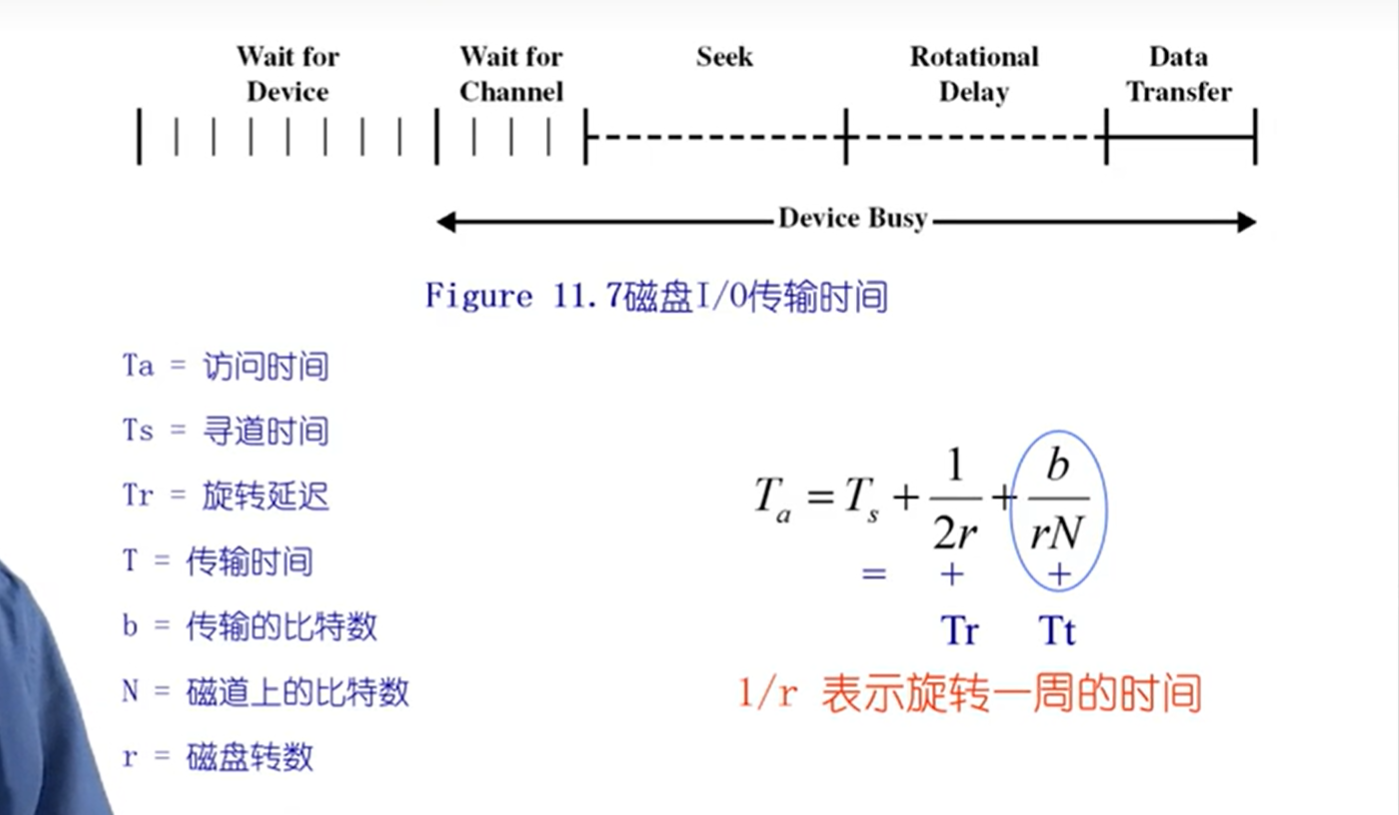 Wait for Device
Wait for Channel
Seek
Rotational Delay
Data Transfer
Device Busy
Figure 11.7磁盘I/O传输时间
Ta = 访问时间
Ts = 寻道时间
Tr = 旋转延迟
T = 传输时间
b = 传输的比特数
N = 磁道上的比特数
r = 磁盘转数
T_a = T_s + 1/2r + b/rN
= + +
Tr Tt
1/r 表示旋转一周的时间